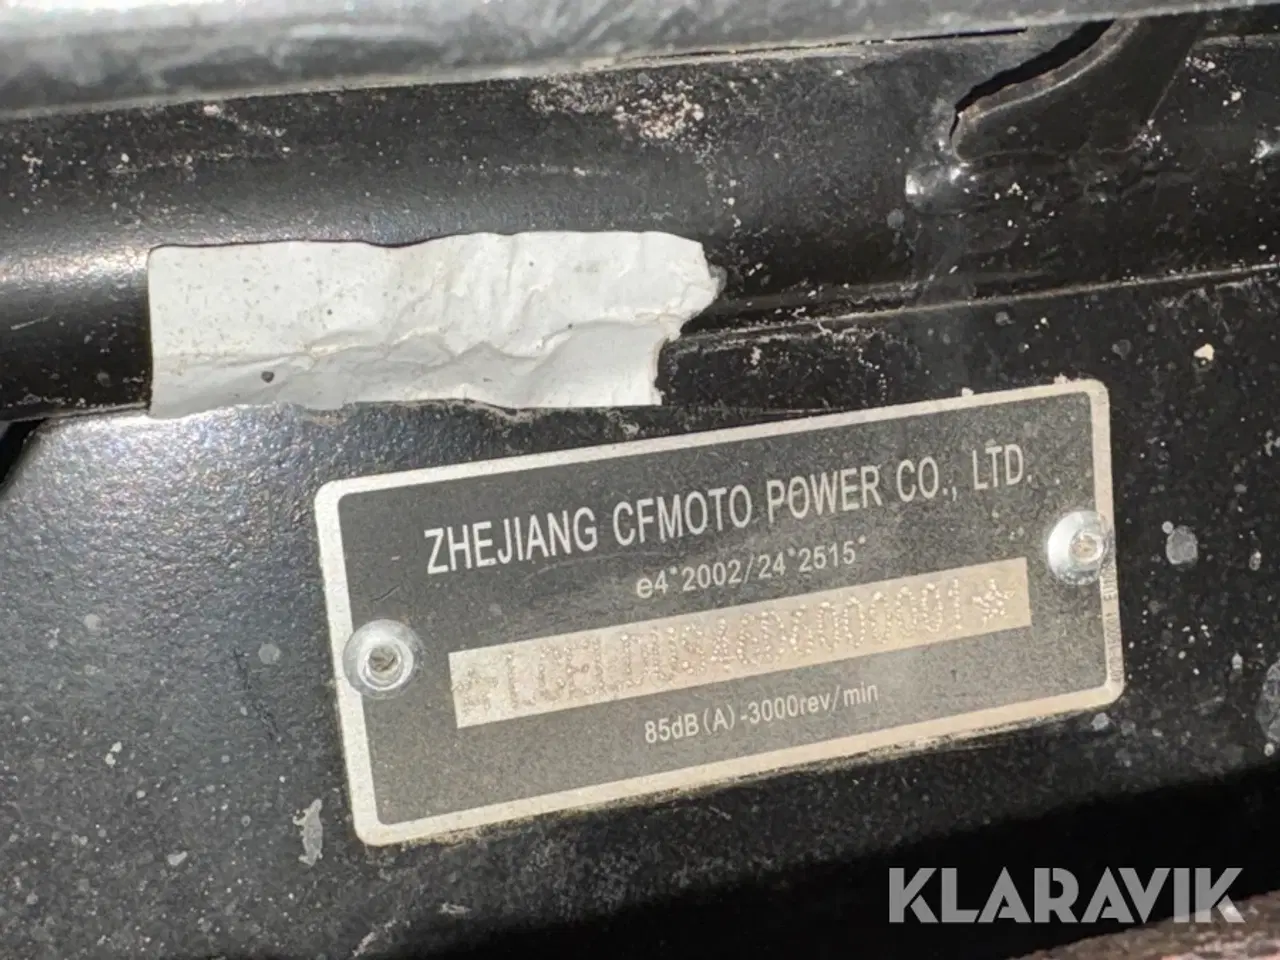 ZHEJIANG CFMOTO POWER CO., LTD.
e4*2002/24*2515*
85dB(A)-3000rev/min
KLARAVIK